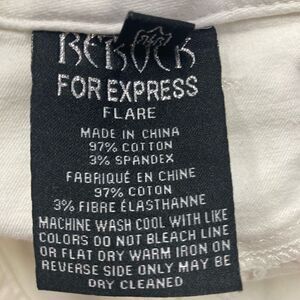 REROCK
FOR EXPRESS
FLARE
MADE IN CHINA
97% COTTON
3% SPANDEX
FABRIQUÉ EN CHINE
97% COTON
3% FIBRE ÉLASTHANNE
MACHINE WASH COOL WITH LIKE
COLORS DO NOT BLEACH LINE
OR FLAT DRY WARM IRON ON
REVERSE SIDE ONLY MAY BE
DRY CLEANED